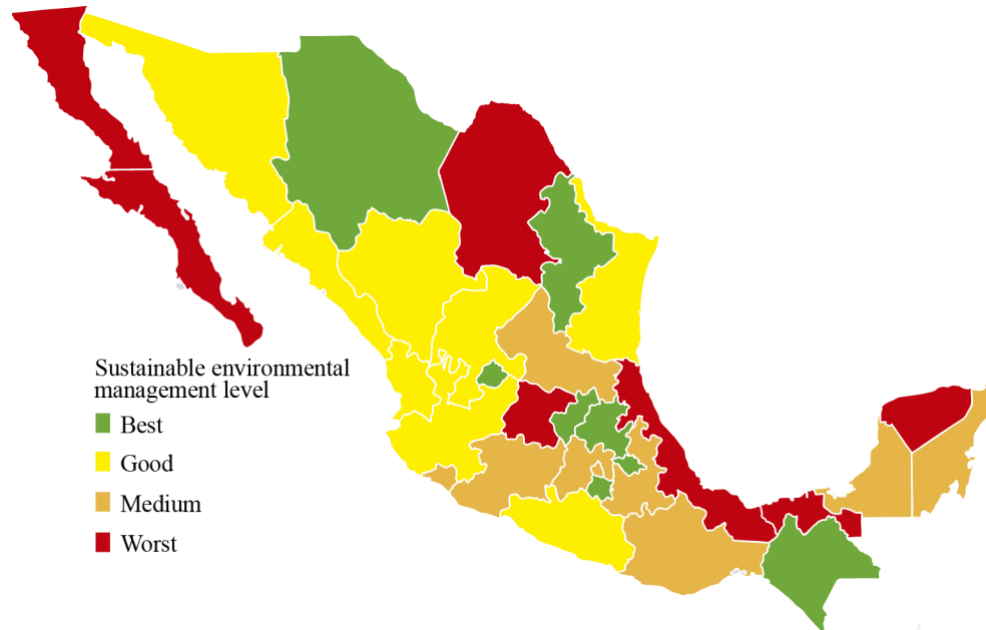 Sustainable environmental
management level
Best
Good
Medium
Worst